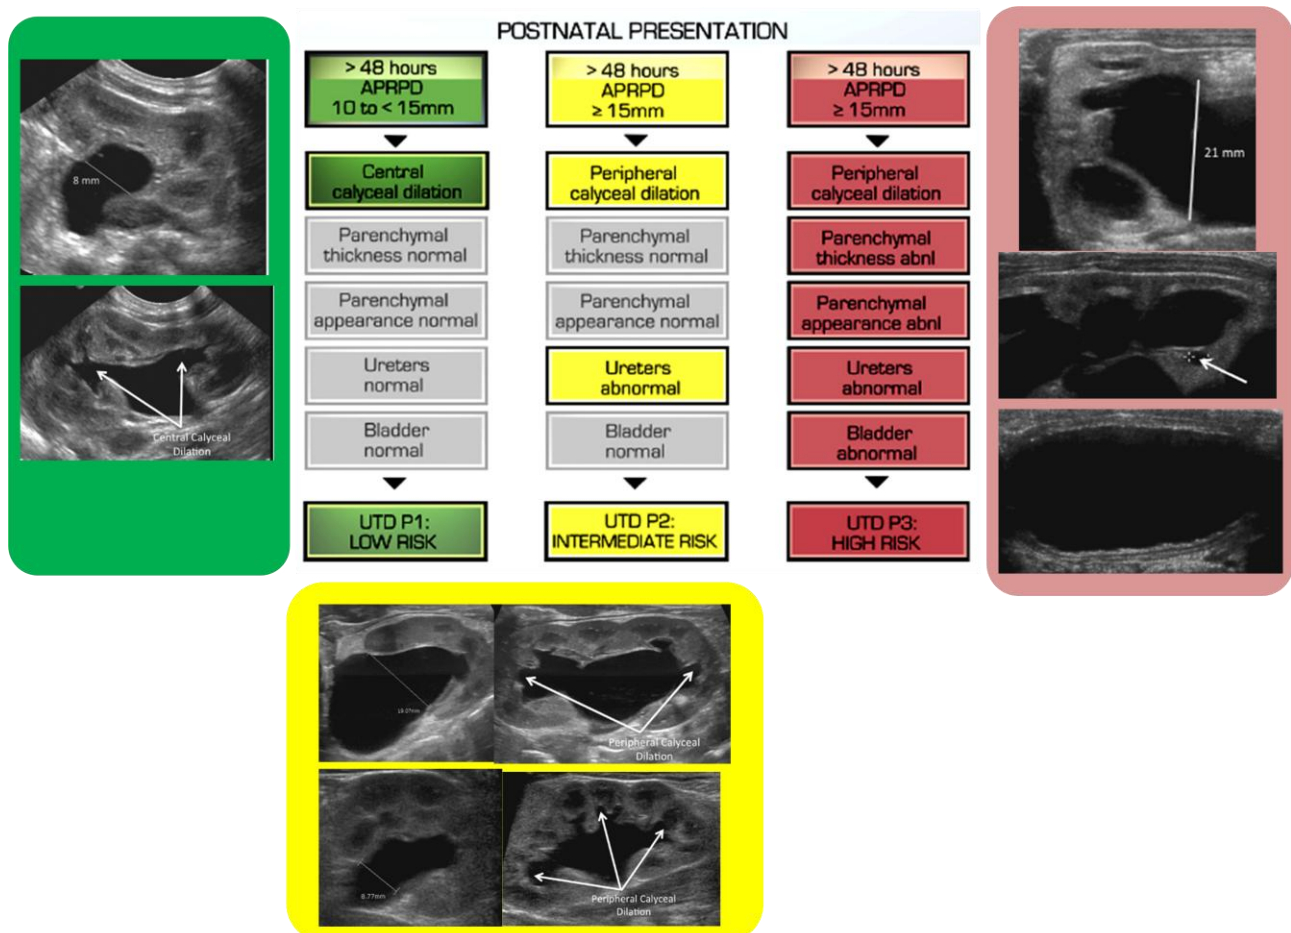 POSTNATAL PRESENTATION
> 48 hours
APRPD
10 to < 15mm
Central
calyceal dilation
Parenchymal
thickness normal
Parenchymal
appearance normal
Ureters
normal
Bladder
normal
UTD P1:
LOW RISK
> 48 hours
APRPD
≥ 15mm
Peripheral
calyceal dilation
Parenchymal
thickness normal
Parenchymal
appearance normal
Ureters
abnormal
Bladder
normal
UTD P2:
INTERMEDIATE RISK
> 48 hours
APRPD
≥ 15mm
Peripheral
calyceal dilation
Parenchymal
thickness abnl
Parenchymal
appearance abnl
Ureters
abnormal
Bladder
abnormal
UTD P3:
HIGH RISK
8 mm
Central Calyceal
Dilation
21 mm
19.07mm
Peripheral Calyceal
Dilation
8.77mm
Peripheral Calyceal
Dilation